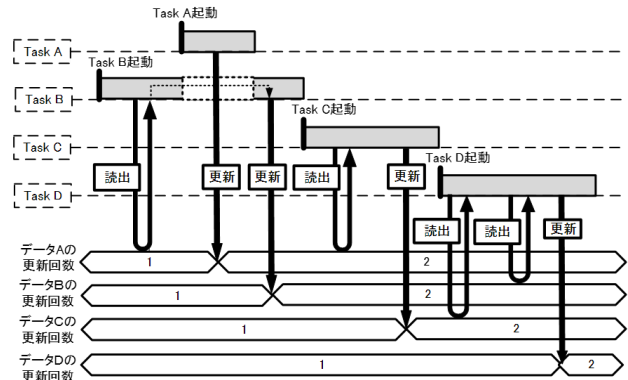 Task A起動
Task A
Task B起動
Task B
Task C起動
Task C
Task D起動
読出
更新
更新
読出
更新
Task D
読出
読出
更新
データAの
更新回数
1
2
データBの
更新回数
1
2
データCの
更新回数
1
2
データDの
更新回数
1
2